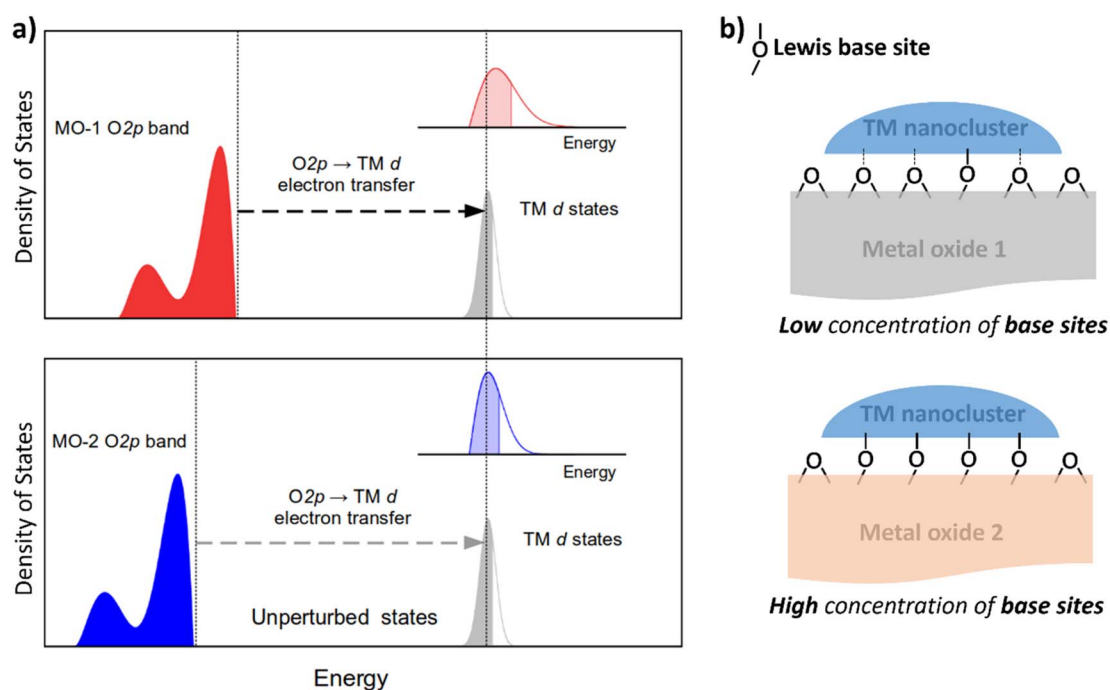 a)
Density of States
MO-1 O2p band
O2p → TM d
electron transfer
Energy
TM d states
Density of States
MO-2 O2p band
O2p → TM d
electron transfer
Energy
TM d states
Unperturbed states
Energy
b)
O Lewis base site
TM nanocluster
O O O O O O
Metal oxide 1
Low concentration of base sites
TM nanocluster
O O O O O O
Metal oxide 2
High concentration of base sites